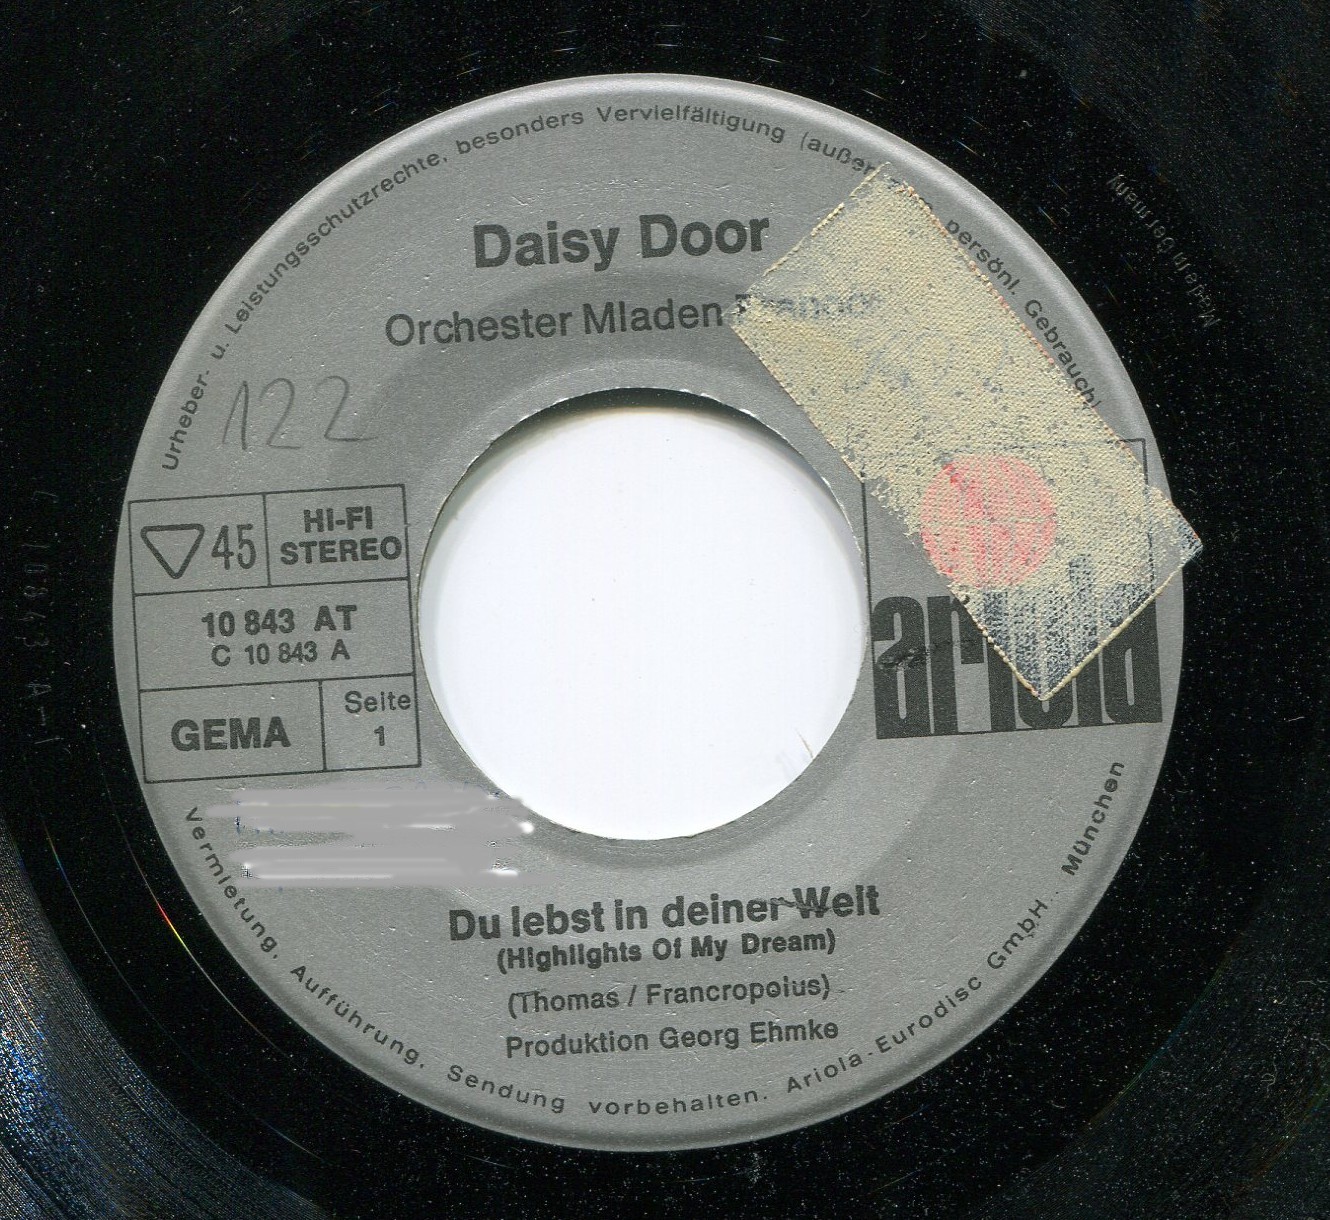 Urheber- u. Leistungsschutzrechte, besonders Vervielfältigung (außer persönl. Gebrauch)
Daisy Door
Orchester Mladen
122
45
HI-FI
STEREO
10 843 AT
C 10 843 A
GEMA
Seite
1
ariola
Du lebst in deiner Welt
(Highlights Of My Dream)
(Thomas / Francropolus)
Produktion Georg Ehmke
Vermietung, Aufführung, Sendung vorbehalten. Ariola-Eurodisc GmbH. München
Made in Germany
10843 A-1